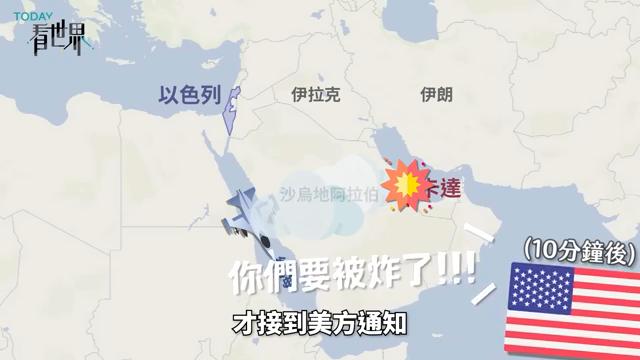 TODAY
看世界
以色列
伊拉克
伊朗
沙烏地阿拉伯
卡達
(10分鐘後)
你們要被炸了!!!
才接到美方通知